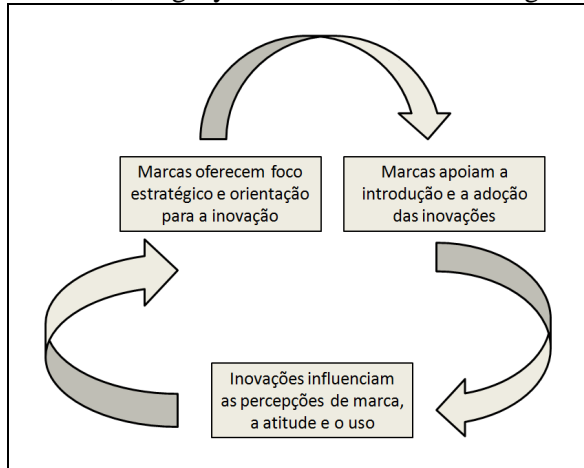 Marcas oferecem foco
estratégico e orientação
para a inovação
Marcas apoiam a
introdução e a adoção
das inovações
Inovações influenciam
as percepções de marca,
a atitude e o uso